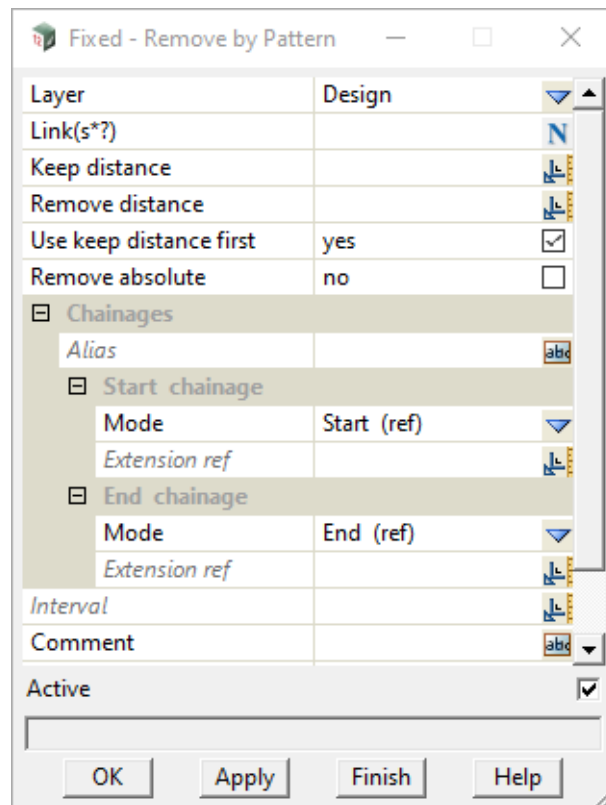 Fixed - Remove by Pattern
Layer Design
Link(s*?) N
Keep distance
Remove distance
Use keep distance first yes
Remove absolute no
Chainages
Alias abc
Start chainage
Mode Start (ref)
Extension ref
End chainage
Mode End (ref)
Extension ref
Interval
Comment abc
Active
OK Apply Finish Help